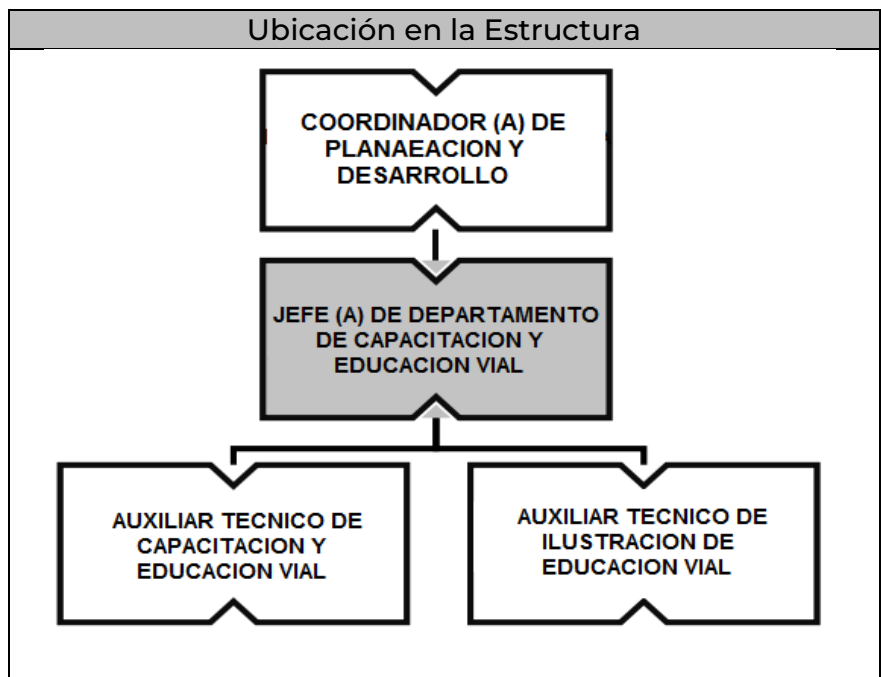 Ubicación en la Estructura
COORDINADOR (A) DE
PLANAEACION Y
DESARROLLO
JEFE (A) DE DEPARTAMENTO
DE CAPACITACION Y
EDUCACION VIAL
AUXILIAR TECNICO DE
CAPACITACION Y
EDUCACION VIAL
AUXILIAR TECNICO DE
ILUSTRACION DE
EDUCACION VIAL